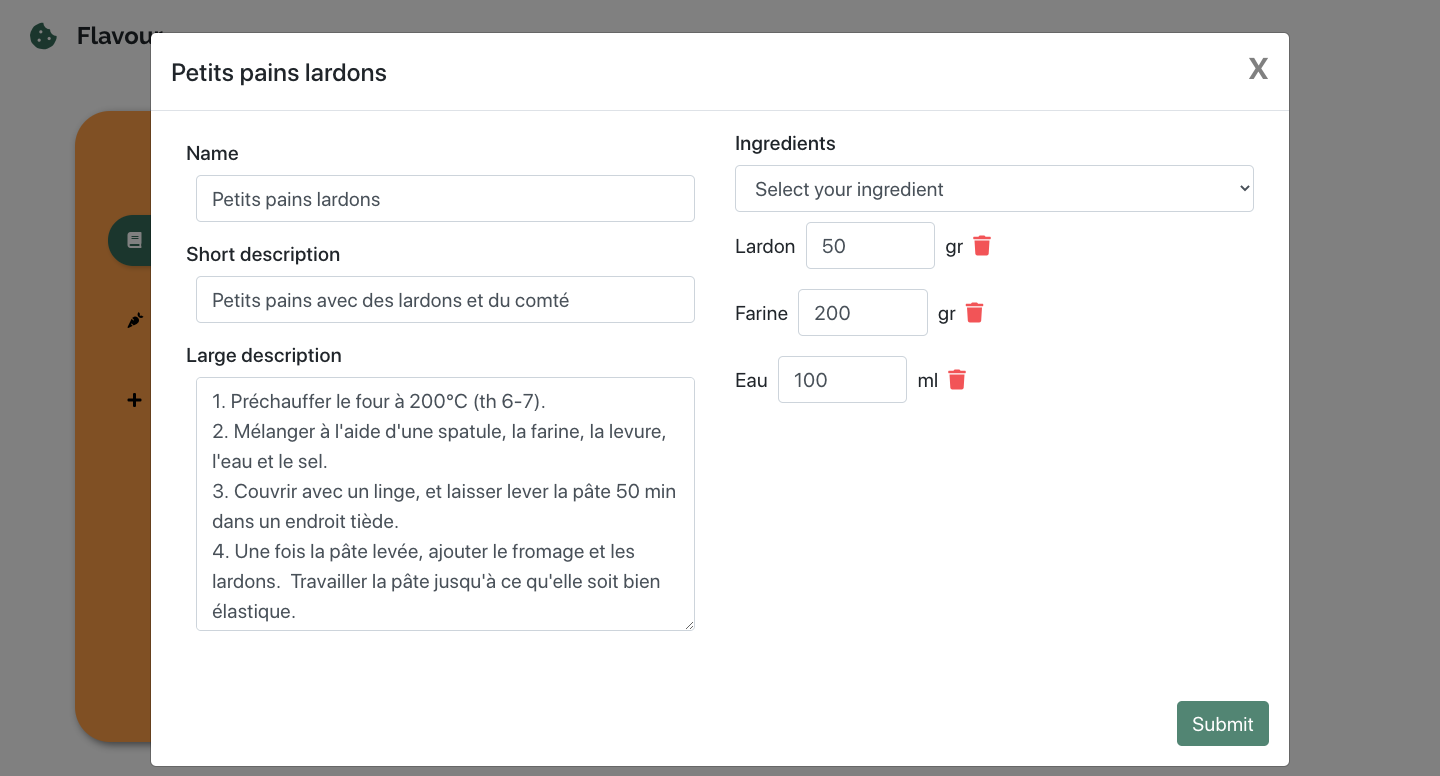 Flavour
Petits pains lardons
X
Name
Petits pains lardons
Short description
Petits pains avec des lardons et du comté
Large description
1. Préchauffer le four à 200°C (th 6-7).
2. Mélanger à l'aide d'une spatule, la farine, la levure,
l'eau et le sel.
3. Couvrir avec un linge, et laisser lever la pâte 50 min
dans un endroit tiède.
4. Une fois la pâte levée, ajouter le fromage et les
lardons.  Travailler la pâte jusqu'à ce qu'elle soit bien
élastique.
Ingredients
Select your ingredient
Lardon 50 gr
Farine 200 gr
Eau 100 ml
Submit